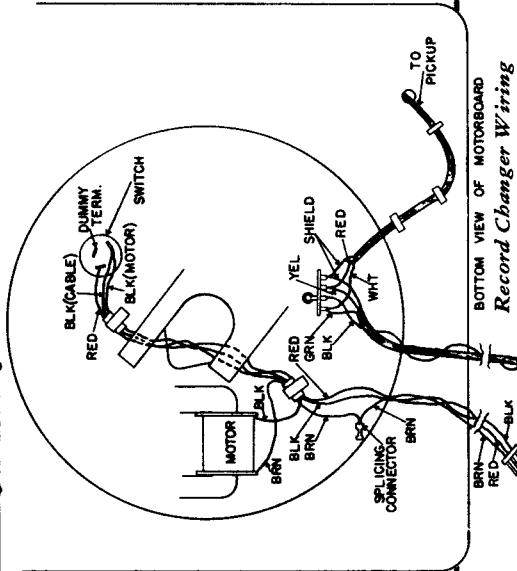 DUMMY
TERM.
SWITCH
BLK(CABLE)
BLK(MOTOR)
RED
TO
PICKUP
SHIELD
YEL
RED
WHT
GRN
BLK
RED
BLK
MOTOR
BRN
BLK
BRN
SPLICING
CONNECTOR
BRN
BRN
RED
BLK
BOTTOM VIEW OF MOTORBOARD
Record Changer Wiring